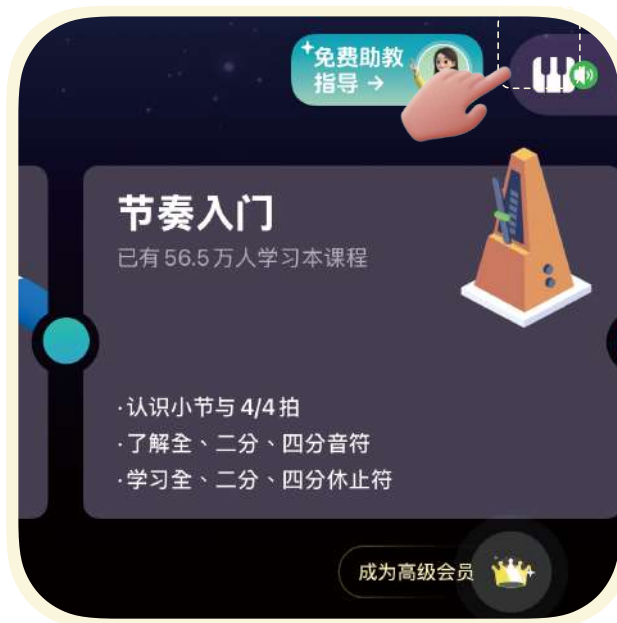 免费助教
指导 →
节奏入门
已有 56.5 万人学习本课程
·认识小节与 4/4 拍
·了解全、二分、四分音符
·学习全、二分、四分休止符
成为高级会员